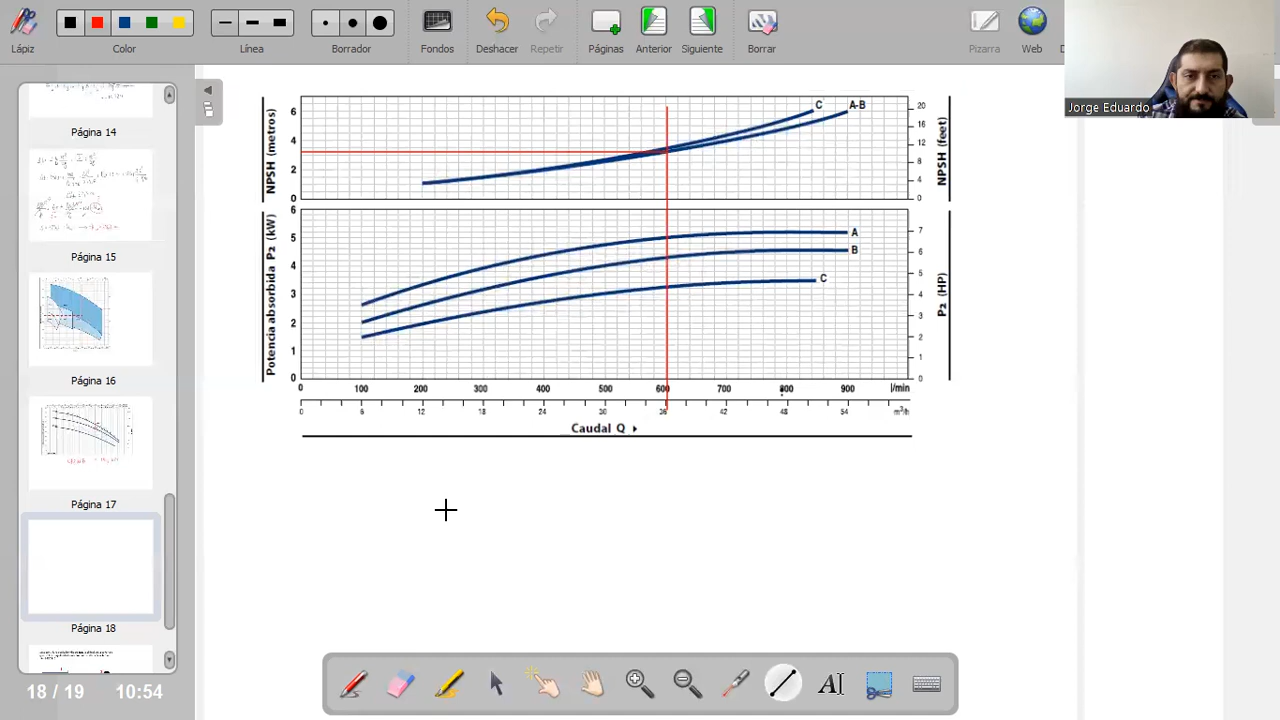 Lápiz
Color
Línea
Borrador
Fondos
Deshacer
Repetir
Páginas
Anterior
Siguiente
Borrar
Pizarra
Web
Jorge Eduardo
Página 14
Página 15
Página 16
Página 17
Página 18
18 / 19
10:54
NPSH (metros)
6
4
2
0
C
A-B
20
16
12
8
4
0
NPSH (feet)
Potencia absorbida P2 (kW)
6
5
4
3
2
1
0
A
B
C
7
6
5
4
3
2
1
0
P2 (HP)
0 100 200 300 400 500 600 700 800 900 l/min
0 6 12 18 24 30 36 42 48 54 m³/h
Caudal Q
AI